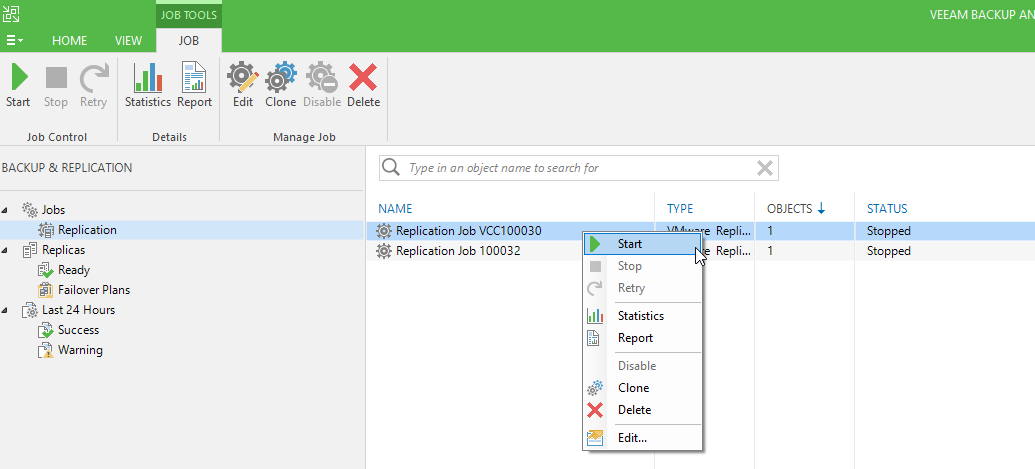 JOB TOOLS
VEEAM BACKUP AN
HOME VIEW JOB
Start Stop Retry Statistics Report Edit Clone Disable Delete
Job Control Details Manage Job
BACKUP & REPLICATION
Type in an object name to search for
Jobs
Replication
Replicas
Ready
Failover Plans
Last 24 Hours
Success
Warning
NAME TYPE OBJECTS STATUS
Replication Job VCC100030 VMware Repli... 1 Stopped
Replication Job 100032 Repli... 1 Stopped
Start
Stop
Retry
Statistics
Report
Disable
Clone
Delete
Edit...